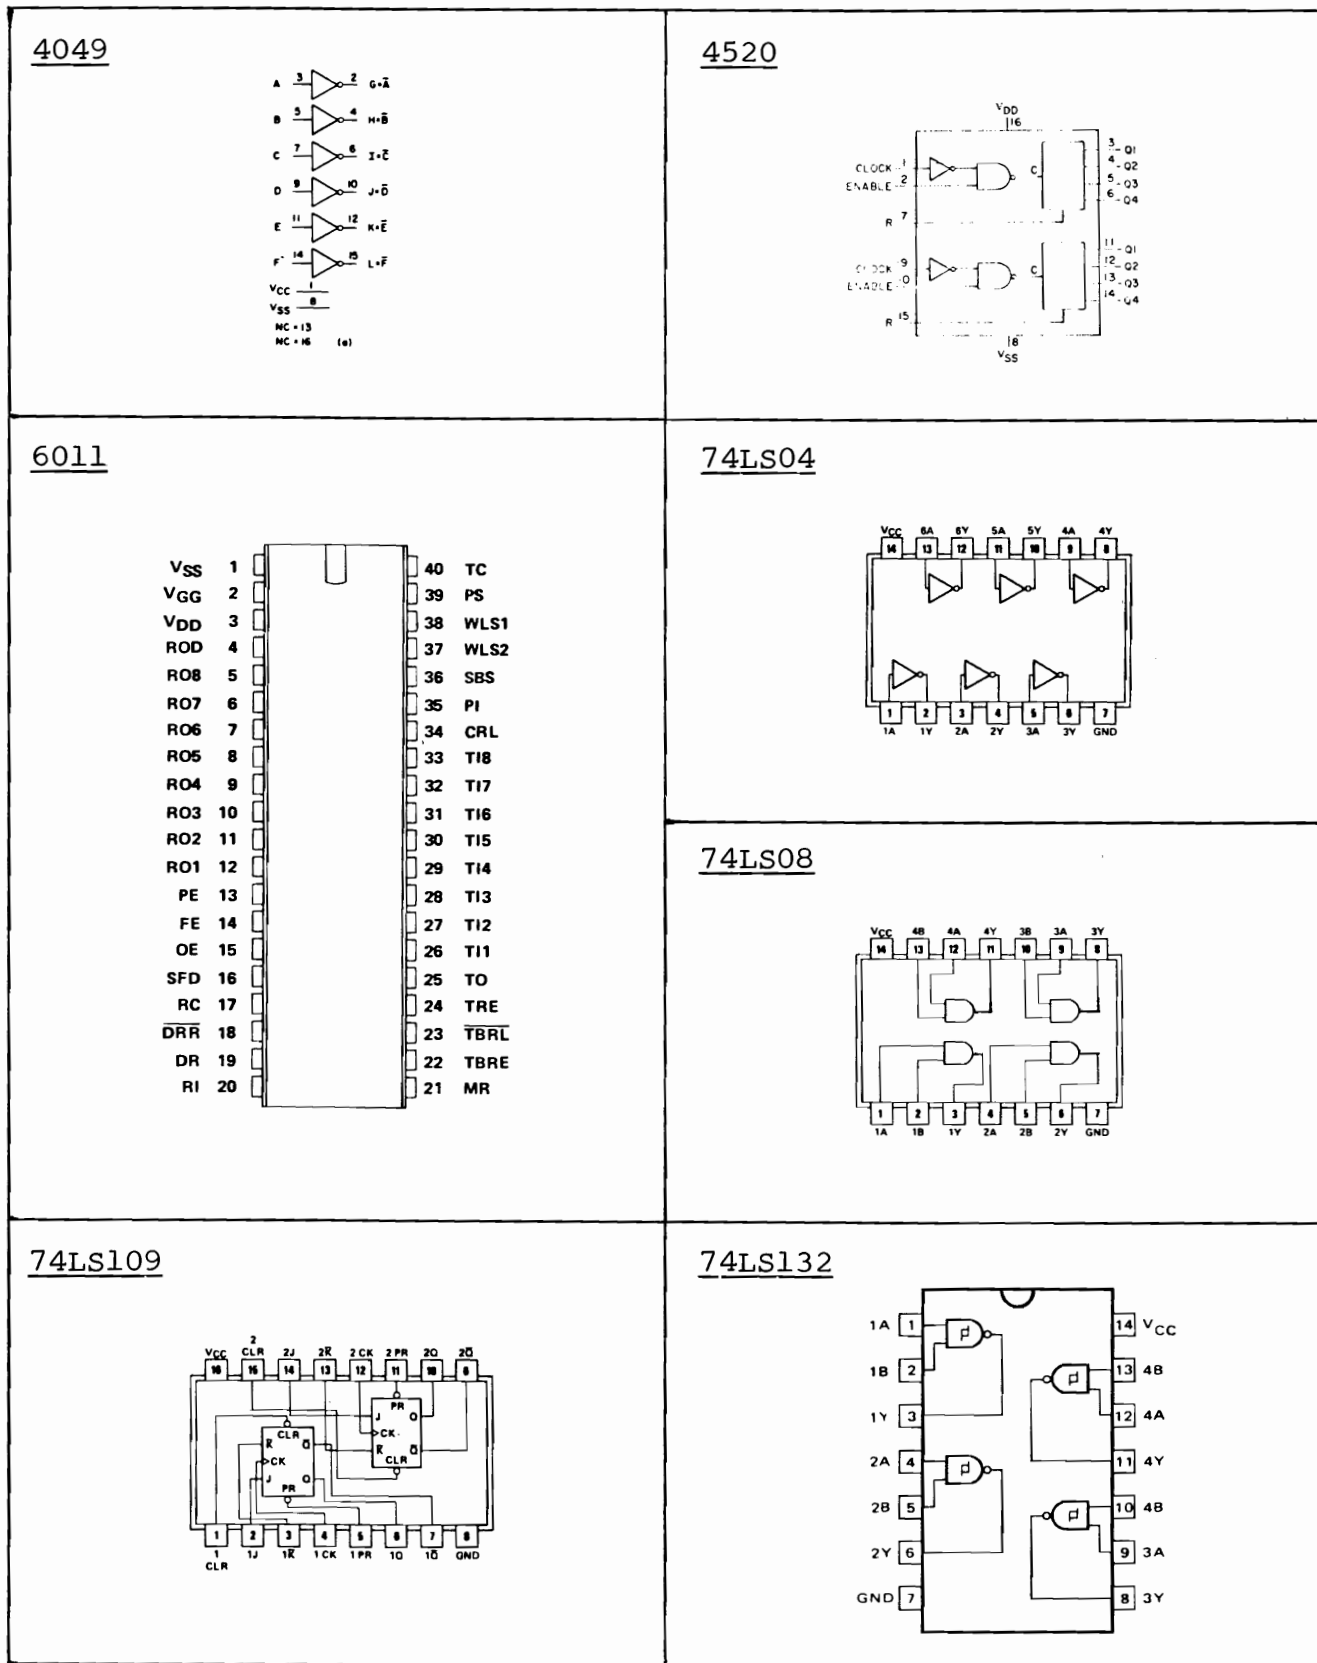 4049
A 3 2 G=A̅
B 5 4 H=B̅
C 7 6 I=C̅
D 9 10 J=D̅
E 11 12 K=E̅
F 14 15 L=F̅
VCC 1
VSS 8
NC = 13
NC = 16 (a)
4520
VDD
16
CLOCK 1
ENABLE 2
C
3 Q1
4 Q2
5 Q3
6 Q4
R 7
CLOCK 9
ENABLE 0
C
11 Q1
12 Q2
13 Q3
14 Q4
R 15
8
VSS
6011
VSS 1 40 TC
VGG 2 39 PS
VDD 3 38 WLS1
ROD 4 37 WLS2
RO8 5 36 SBS
RO7 6 35 PI
RO6 7 34 CRL
RO5 8 33 TI8
RO4 9 32 TI7
RO3 10 31 TI6
RO2 11 30 TI5
RO1 12 29 TI4
PE 13 28 TI3
FE 14 27 TI2
OE 15 26 TI1
SFD 16 25 TO
RC 17 24 TRE
D̅R̅R̅ 18 23 T̅B̅R̅L̅
DR 19 22 TBRE
RI 20 21 MR
74LS04
VCC 6A 6Y 5A 5Y 4A 4Y
14 13 12 11 10 9 8
1 2 3 4 5 6 7
1A 1Y 2A 2Y 3A 3Y GND
74LS08
VCC 4B 4A 4Y 3B 3A 3Y
14 13 12 11 10 9 8
1 2 3 4 5 6 7
1A 1B 1Y 2A 2B 2Y GND
74LS109
VCC 2 CLR 2J 2K̅ 2 CK 2 PR 2Q 2Q̅
16 15 14 13 12 11 10 9
PR
J Q
CK
K̅ Q̅
CLR
CLR
K̅ Q̅
CK
J Q
PR
1 2 3 4 5 6 7 8
1 CLR 1J 1K̅ 1 CK 1 PR 1Q 1Q̅ GND
74LS132
1A 1 14 VCC
1B 2 13 4B
1Y 3 12 4A
2A 4 11 4Y
2B 5 10 4B
2Y 6 9 3A
GND 7 8 3Y